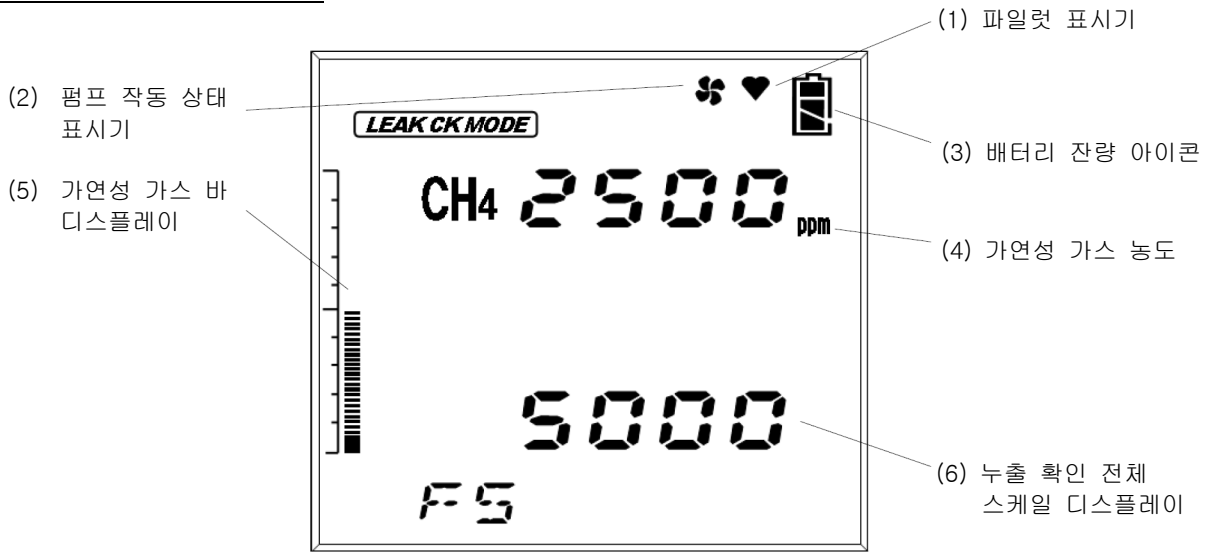 (1) 파일럿 표시기
(2) 펌프 작동 상태
표시기
(3) 배터리 잔량 아이콘
LEAK CK MODE
(5) 가연성 가스 바
디스플레이
CH4 2500 ppm
(4) 가연성 가스 농도
5000
(6) 누출 확인 전체
스케일 디스플레이
FS